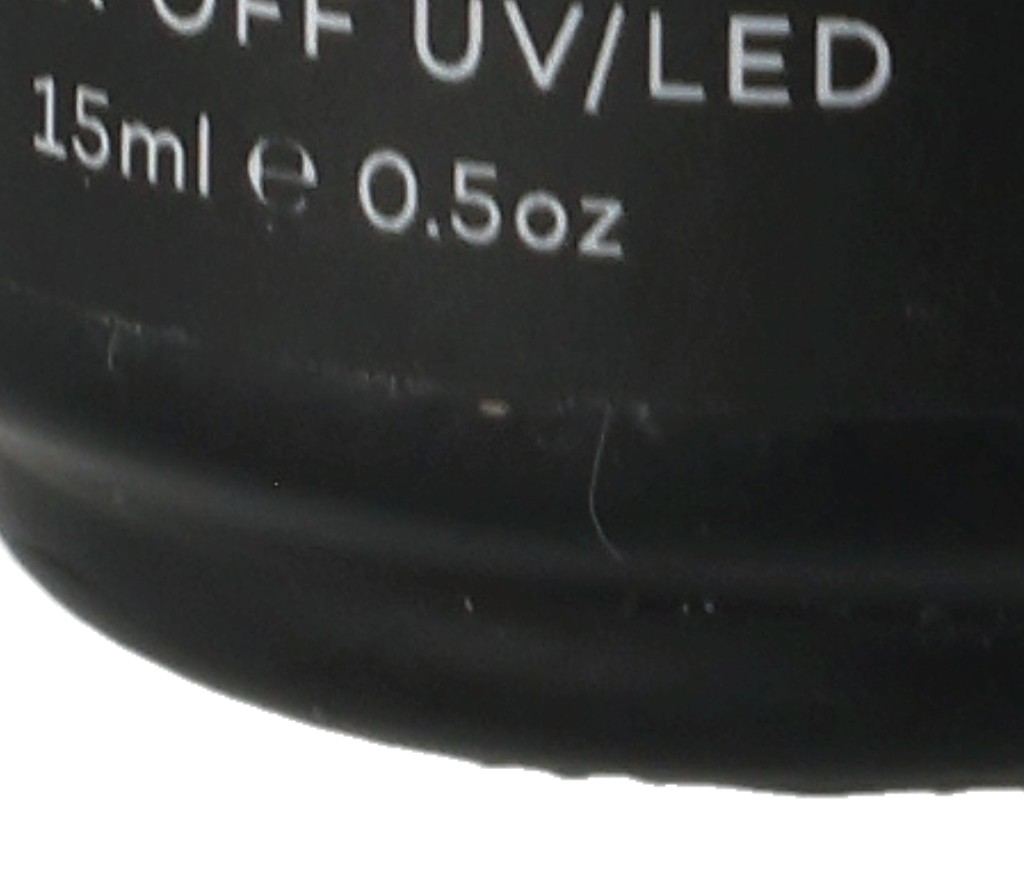 OFF UV/LED
15ml ℮ 0.5oz